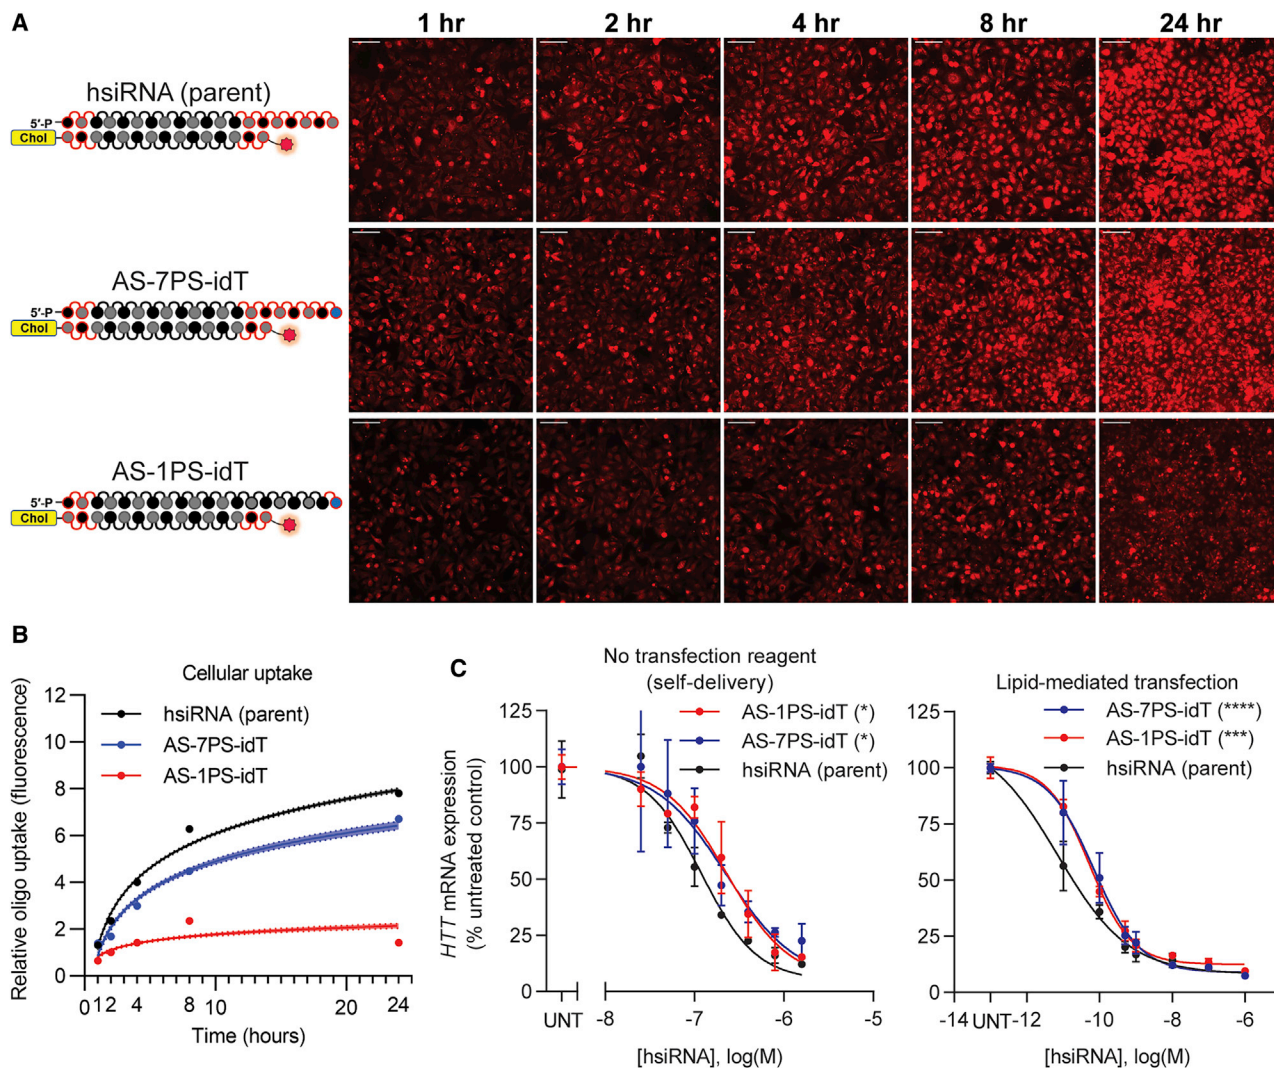 A
1 hr 2 hr 4 hr 8 hr 24 hr
hsiRNA (parent)
5′-P
Chol
AS-7PS-idT
5′-P
Chol
AS-1PS-idT
5′-P
Chol
B
Cellular uptake
Relative oligo uptake (fluorescence)
12
10
8
6
4
2
0
hsiRNA (parent)
AS-7PS-idT
AS-1PS-idT
0 1 2 4 8 10 20 24
Time (hours)
C
No transfection reagent
(self-delivery)
HTT mRNA expression
(% untreated control)
125
100
75
50
25
0
AS-1PS-idT (*)
AS-7PS-idT (*)
hsiRNA (parent)
UNT -8 -7 -6 -5
[hsiRNA], log(M)
Lipid-mediated transfection
125
100
75
50
25
0
AS-7PS-idT (****)
AS-1PS-idT (***)
hsiRNA (parent)
-14 UNT -12 -10 -8 -6
[hsiRNA], log(M)